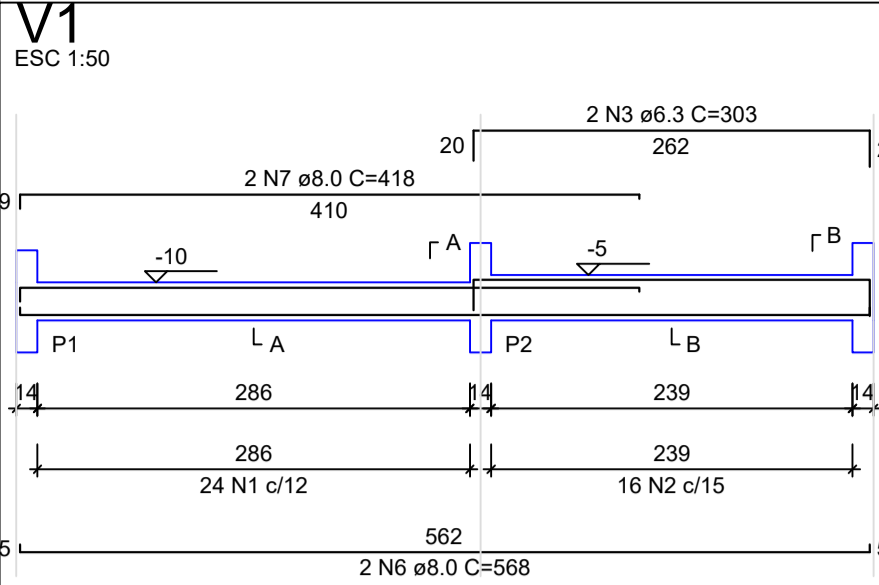 V1
ESC 1:50
2 N3 ø6.3 C=303
20
262
2 N7 ø8.0 C=418
9
410
A
B
-10
-5
P1
A
P2
B
14
286
14
239
14
286
239
24 N1 c/12
16 N2 c/15
562
5
2 N6 ø8.0 C=568